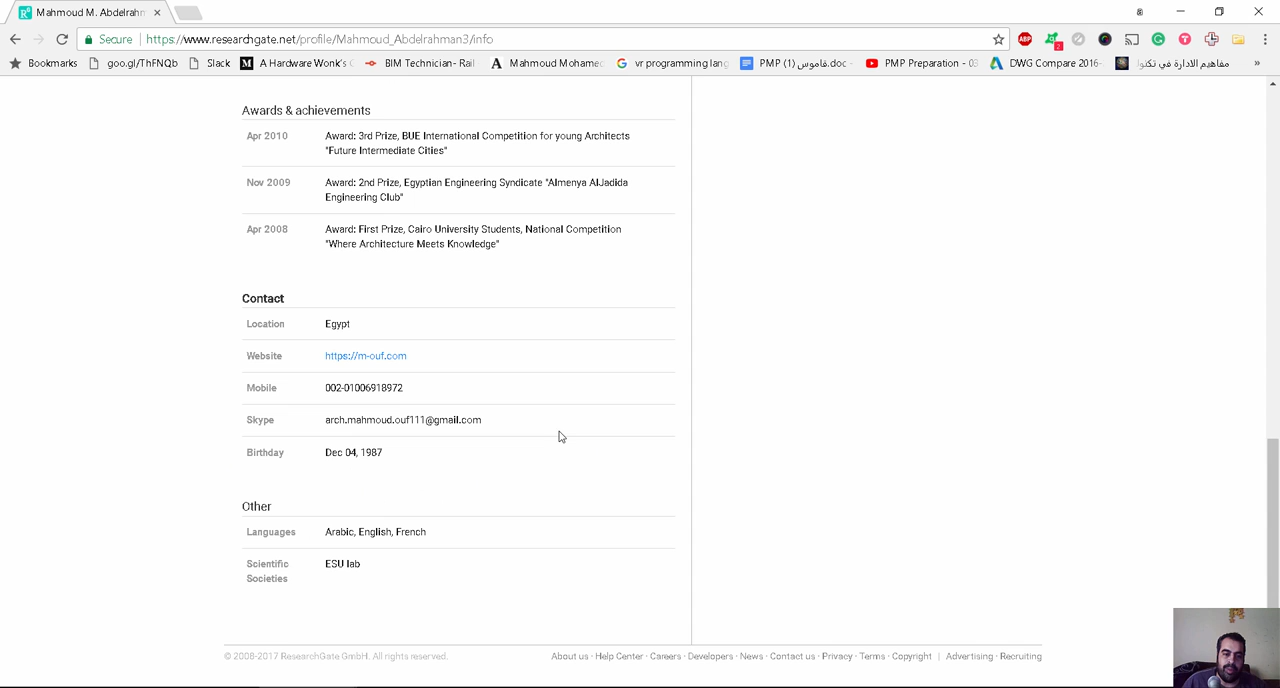 Mahmoud M. Abdelrahm
Secure https://www.researchgate.net/profile/Mahmoud_Abdelrahman3/info
Bookmarks goo.gl/ThFNQb Slack A Hardware Wonk's BIM Technician- Rail Mahmoud Mohamed vr programming lang PMP (1) قاموس.doc PMP Preparation - 03 DWG Compare 2016 مفاهيم الادارة في تكنولو »
Awards & achievements
Apr 2010 Award: 3rd Prize, BUE International Competition for young Architects
"Future Intermediate Cities"
Nov 2009 Award: 2nd Prize, Egyptian Engineering Syndicate "Almenya AlJadida
Engineering Club"
Apr 2008 Award: First Prize, Cairo University Students, National Competition
"Where Architecture Meets Knowledge"
Contact
Location Egypt
Website https://m-ouf.com
Mobile 002-01006918972
Skype arch.mahmoud.ouf111@gmail.com
Birthday Dec 04, 1987
Other
Languages Arabic, English, French
Scientific ESU lab
Societies
© 2008-2017 ResearchGate GmbH. All rights reserved. About us · Help Center · Careers · Developers · News · Contact us · Privacy · Terms · Copyright | Advertising · Recruiting